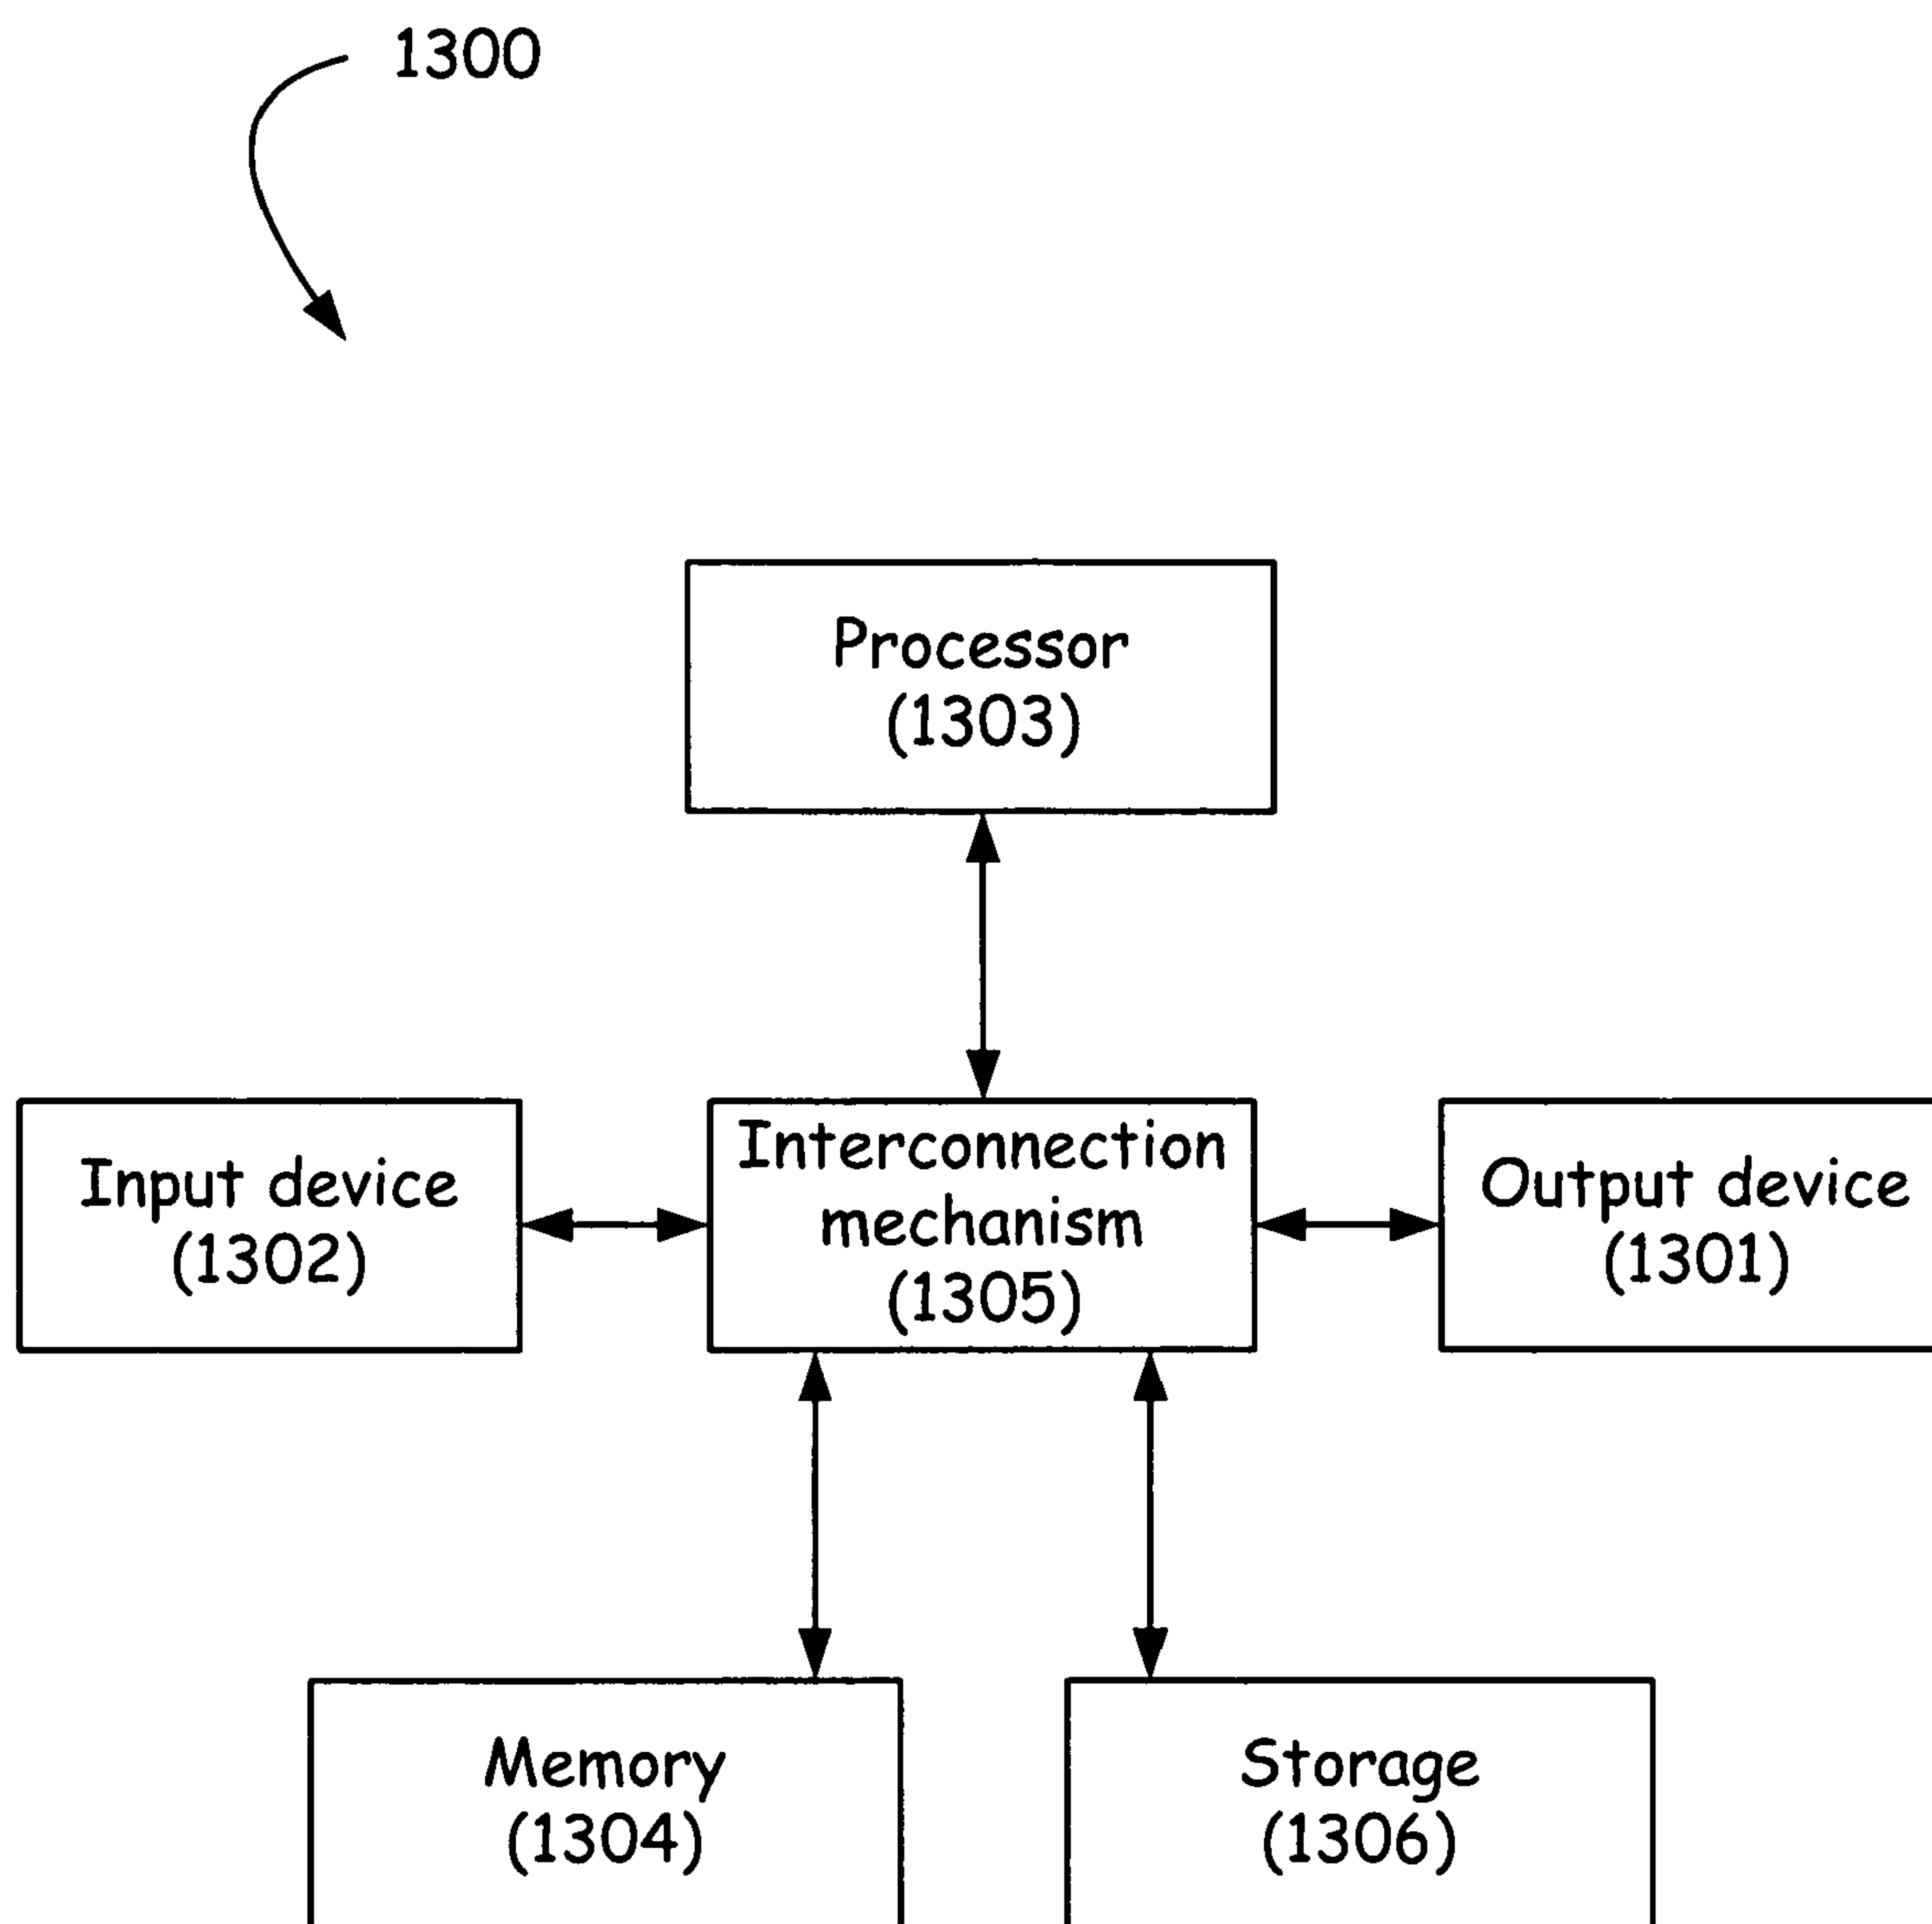 1300
Processor
(1303)
Input device
(1302)
Interconnection
mechanism
(1305)
Output device
(1301)
Memory
(1304)
Storage
(1306)